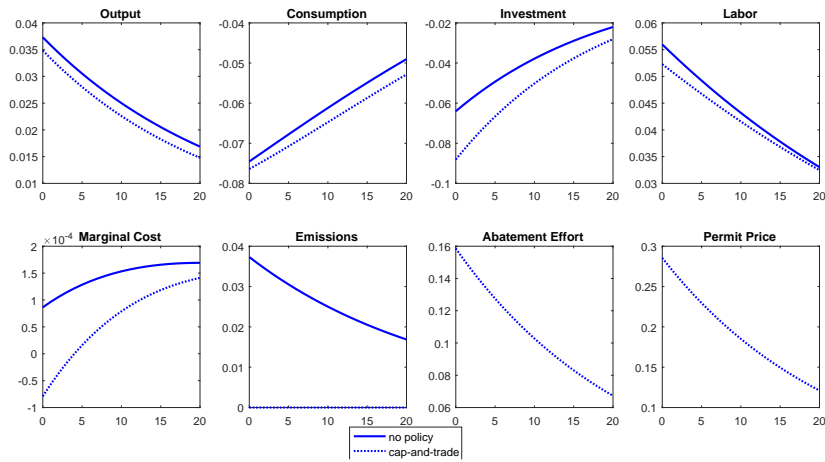 Output Consumption Investment Labor
0.04 -0.04 -0.02 0.06
0.035 -0.05 -0.04 0.055
0.03 0.05
0.025 -0.06 -0.06 0.045
0.02 0.04
0.015 -0.07 -0.08 0.035
0.01 -0.08 -0.1 0.03
0 5 10 15 20 0 5 10 15 20 0 5 10 15 20 0 5 10 15 20
×10⁻⁴ Marginal Cost Emissions Abatement Effort Permit Price
2 0.04 0.16 0.3
1.5 0.14 0.25
1 0.03 0.12
0.5 0.02 0.1 0.2
0 0.01 0.15
-0.5 0.08
-1 0 0.06 0.1
0 5 10 15 20 0 5 10 15 20 0 5 10 15 20 0 5 10 15 20
no policy
cap-and-trade